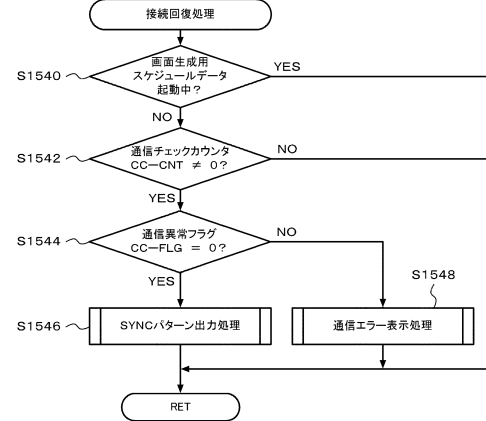 接続回復処理
S1540
画面生成用
スケジュールデータ
起動中？
YES
NO
S1542
通信チェックカウンタ
CC－CNT ≠ 0？
NO
YES
S1544
通信異常フラグ
CC－FLG = 0？
NO
YES
S1548
S1546
SYNCパターン出力処理
通信エラー表示処理
RET